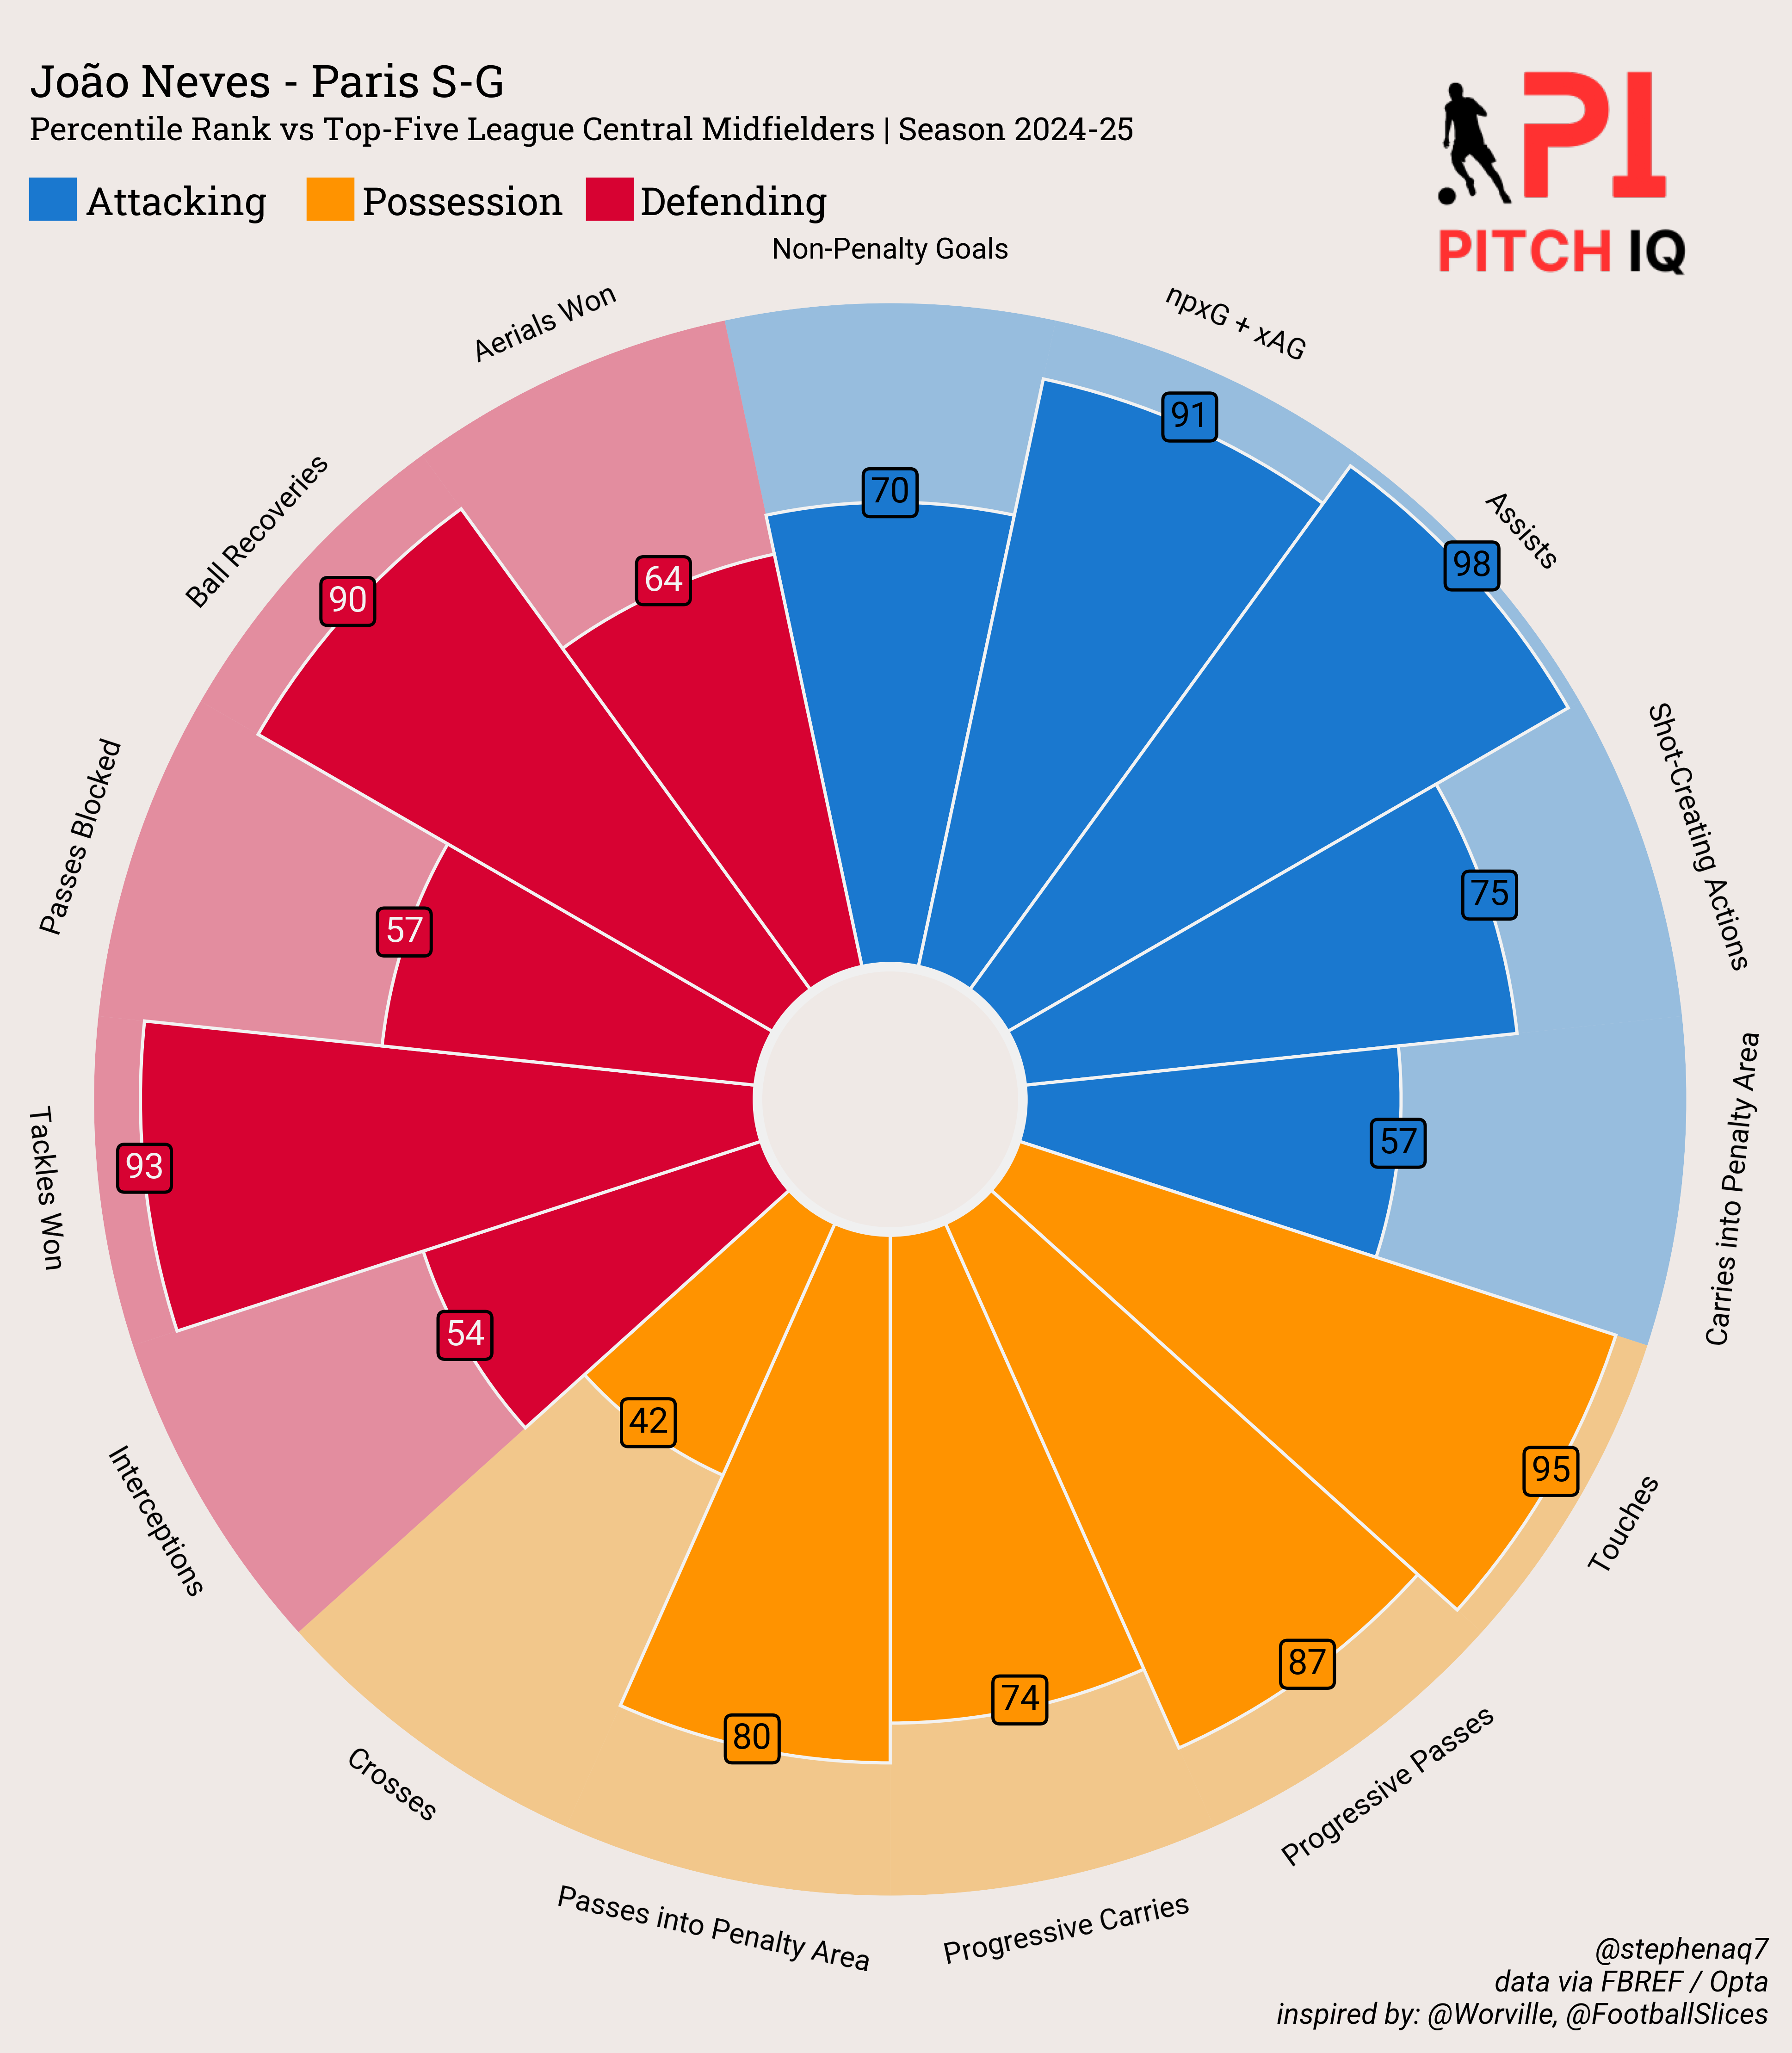 João Neves - Paris S-G
Percentile Rank vs Top-Five League Central Midfielders | Season 2024-25
Attacking Possession Defending
PI
PITCH IQ
Non-Penalty Goals
70
npxG + xAG
91
Assists
98
Shot-Creating Actions
75
Carries into Penalty Area
57
Touches
95
Progressive Passes
87
Progressive Carries
74
Passes into Penalty Area
80
Crosses
42
Interceptions
54
Tackles Won
93
Passes Blocked
57
Ball Recoveries
90
Aerials Won
64
@stephenaq7
data via FBREF / Opta
inspired by: @Worville, @FootballSlices